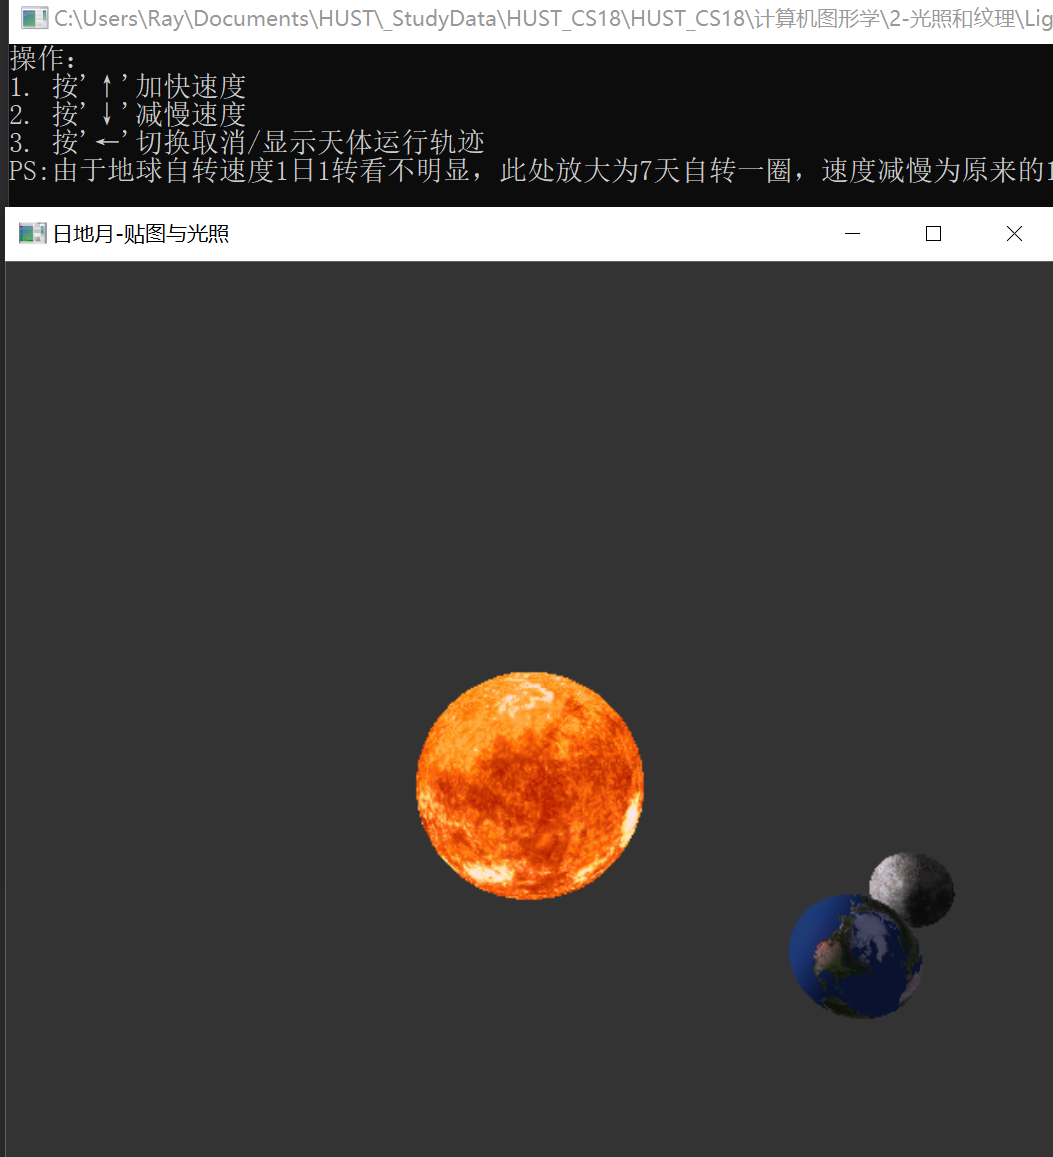 C:\Users\Ray\Documents\HUST\_StudyData\HUST_CS18\HUST_CS18\计算机图形学\2-光照和纹理\Lig
操作：
1. 按'↑'加快速度
2. 按'↓'减慢速度
3. 按'←'切换取消/显示天体运行轨迹
PS:由于地球自转速度1日1转看不明显，此处放大为7天自转一圈，速度减慢为原来的1
日地月-贴图与光照